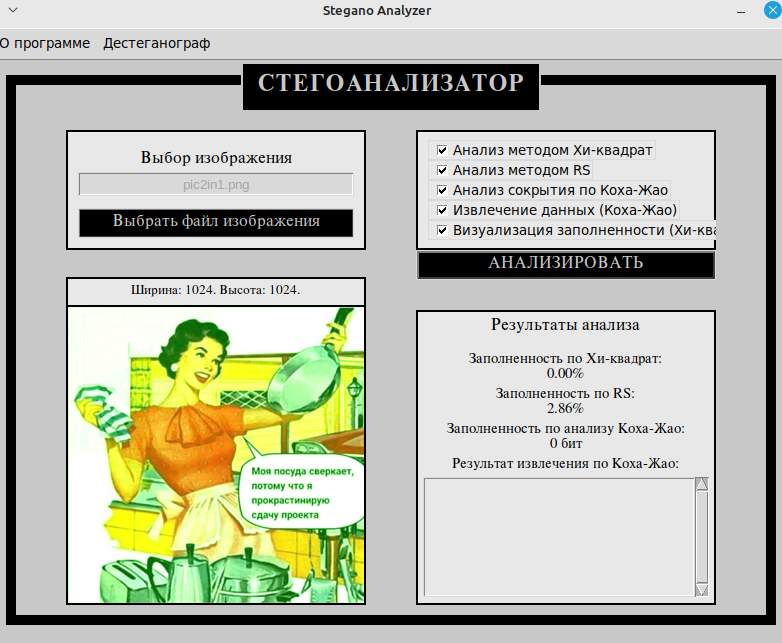 Stegano Analyzer
О программе Дестеганограф
СТЕГОАНАЛИЗАТОР
Выбор изображения
pic2in1.png
Выбрать файл изображения
Анализ методом Хи-квадрат
Анализ методом RS
Анализ сокрытия по Коха-Жао
Извлечение данных (Коха-Жао)
Визуализация заполненности (Хи-ква
АНАЛИЗИРОВАТЬ
Ширина: 1024. Высота: 1024.
Моя посуда сверкает,
потому что я
прокрастинирую
сдачу проекта
Результаты анализа
Заполненность по Хи-квадрат:
0.00%
Заполненность по RS:
2.86%
Заполненность по анализу Коха-Жао:
0 бит
Результат извлечения по Коха-Жао: